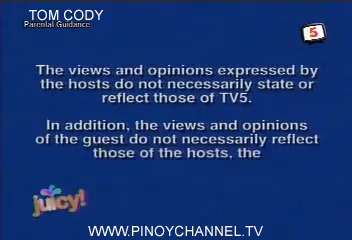 TOM CODY
Parental Guidance
5
The views and opinions expressed by
the hosts do not necessarily state or
reflect those of TV5.
In addition, the views and opinions
of the guest do not necessarily reflect
those of the hosts, the
juicy!
WWW.PINOYCHANNEL.TV